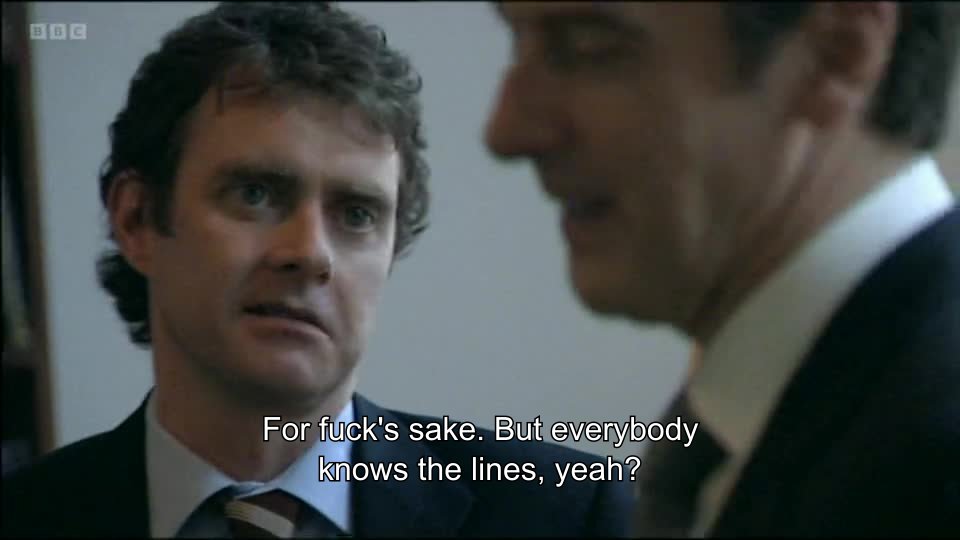 BBC
For fuck's sake. But everybody
knows the lines, yeah?